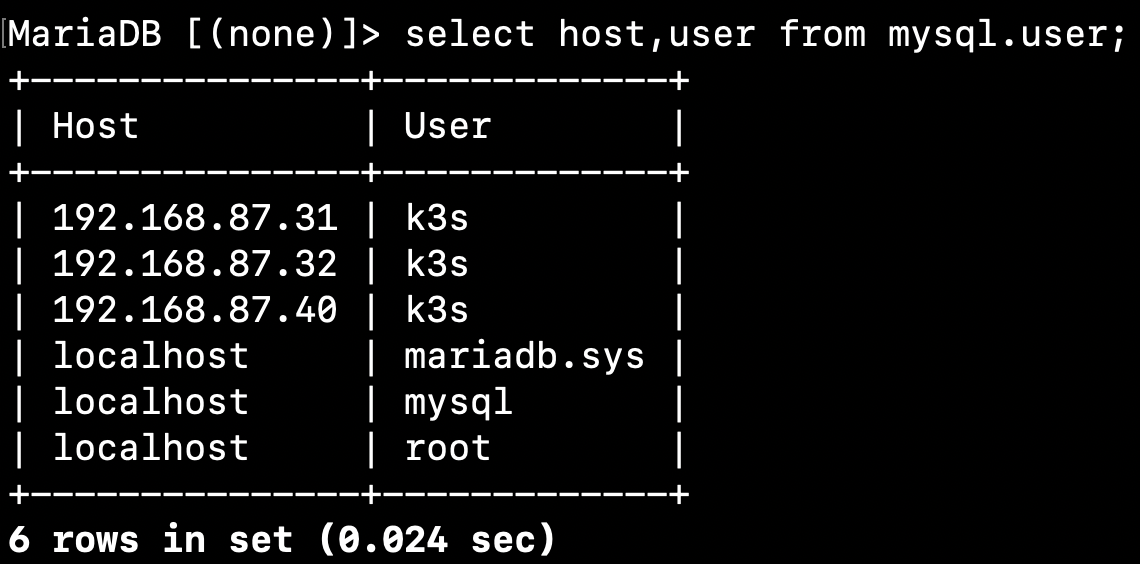 MariaDB [(none)]> select host,user from mysql.user;
+---------------+-------------+
| Host          | User        |
+---------------+-------------+
| 192.168.87.31 | k3s         |
| 192.168.87.32 | k3s         |
| 192.168.87.40 | k3s         |
| localhost     | mariadb.sys |
| localhost     | mysql       |
| localhost     | root        |
+---------------+-------------+
6 rows in set (0.024 sec)